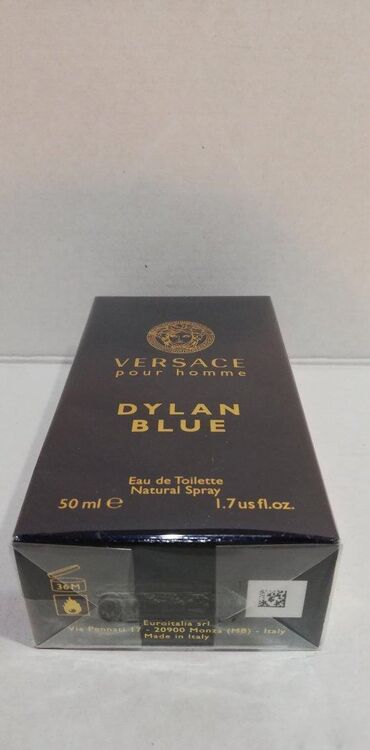 VERSACE
pour homme
DYLAN
BLUE
Eau de Toilette
Natural Spray
50 ml e 1.7 us fl.oz.
36M
Euroitalia srl
Via Pennati 17 - 20900 Monza (MB) - Italy
Made in Italy